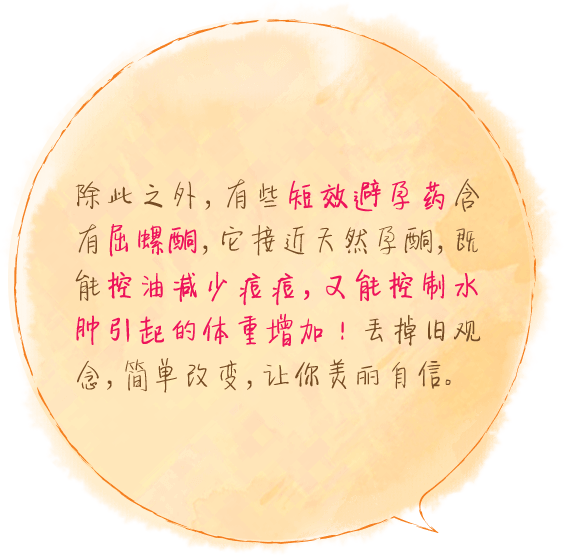 除此之外，有些短效避孕药含
有屈螺酮，它接近天然孕酮，既
能控油减少痘痘，又能控制水
肿引起的体重增加！丢掉旧观
念，简单改变，让你美丽自信。